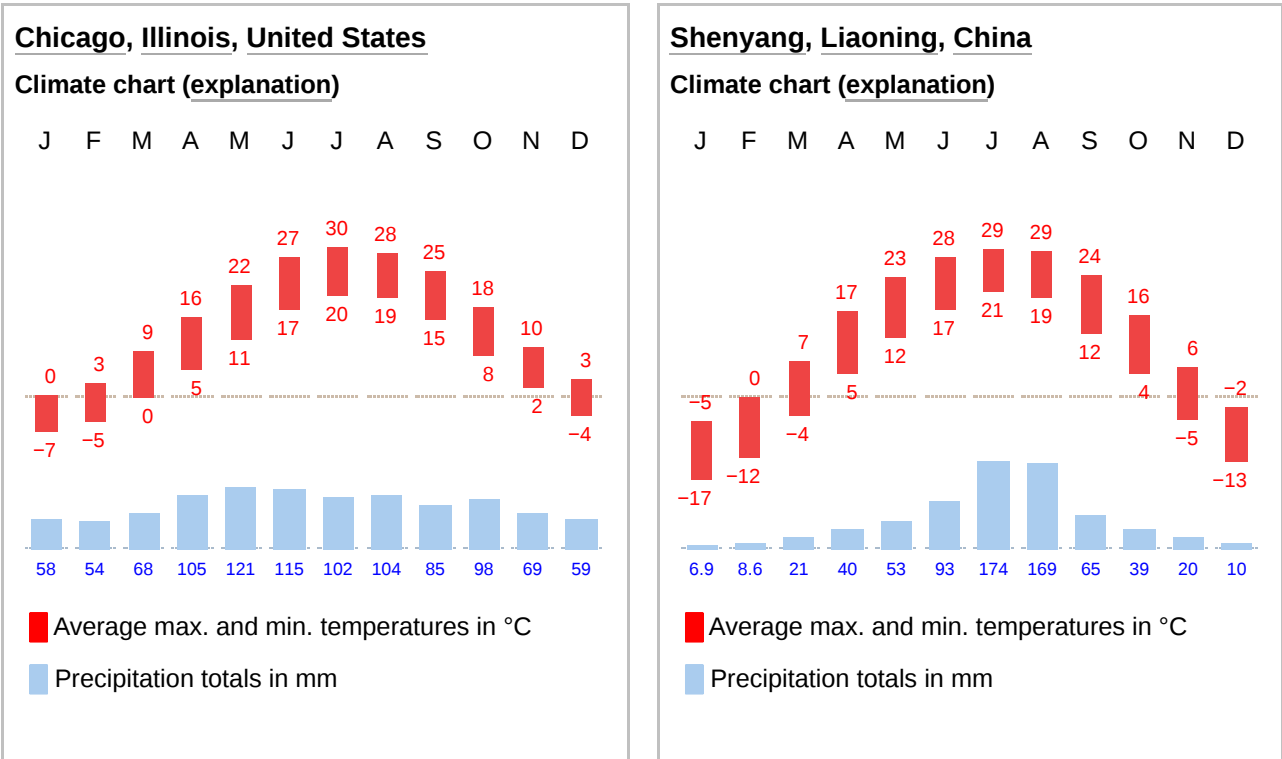 Chicago, Illinois, United States
Climate chart (explanation)
J F M A M J J A S O N D
0 3 9 16 22 27 30 28 25 18 10 3
−7 −5 0 5 11 17 20 19 15 8 2 −4
58 54 68 105 121 115 102 104 85 98 69 59
Average max. and min. temperatures in °C
Precipitation totals in mm
Shenyang, Liaoning, China
Climate chart (explanation)
J F M A M J J A S O N D
−5 0 7 17 23 28 29 29 24 16 6 −2
−17 −12 −4 5 12 17 21 19 12 4 −5 −13
6.9 8.6 21 40 53 93 174 169 65 39 20 10
Average max. and min. temperatures in °C
Precipitation totals in mm